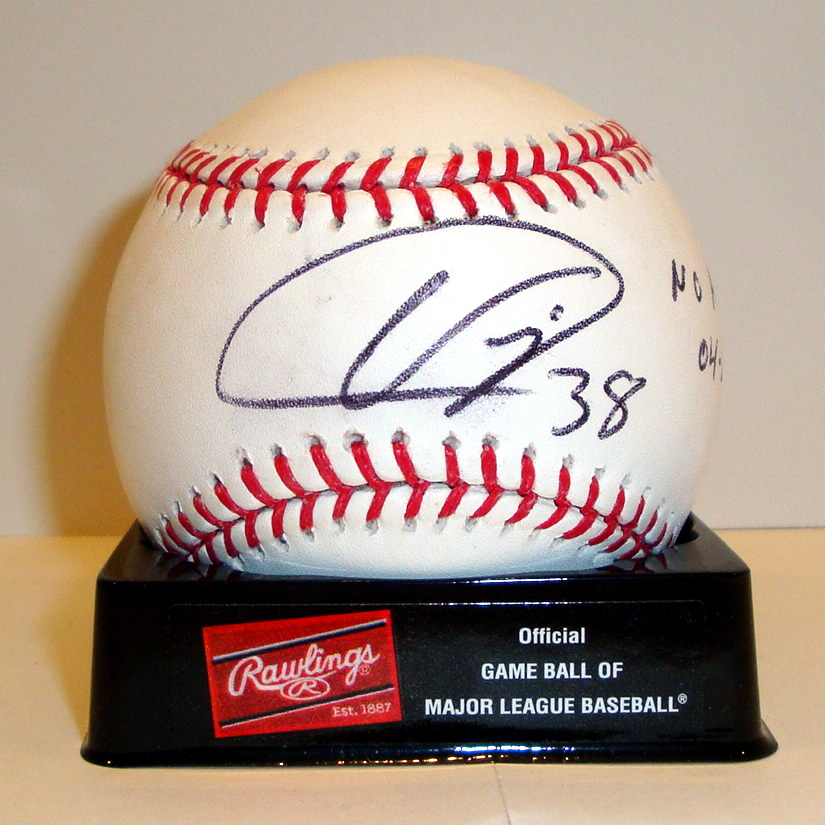 38
NO
04-
Rawlings®
R
Est. 1887
Official
GAME BALL OF
MAJOR LEAGUE BASEBALL®